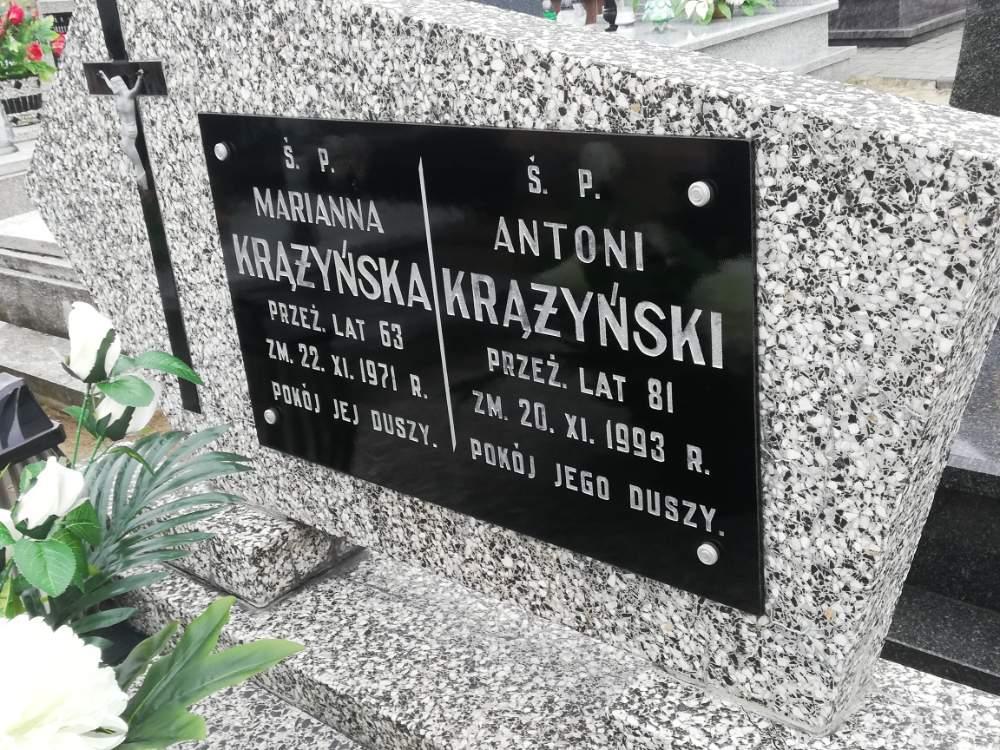 Ś. P.
MARIANNA
KRĄŻYŃSKA
PRZEŻ. LAT 63
ZM. 22. XI. 1971 R.
POKÓJ JEJ DUSZY.
Ś. P.
ANTONI
KRĄŻYŃSKI
PRZEŻ. LAT 81
ZM. 20. XI. 1993 R.
POKÓJ JEGO DUSZY.